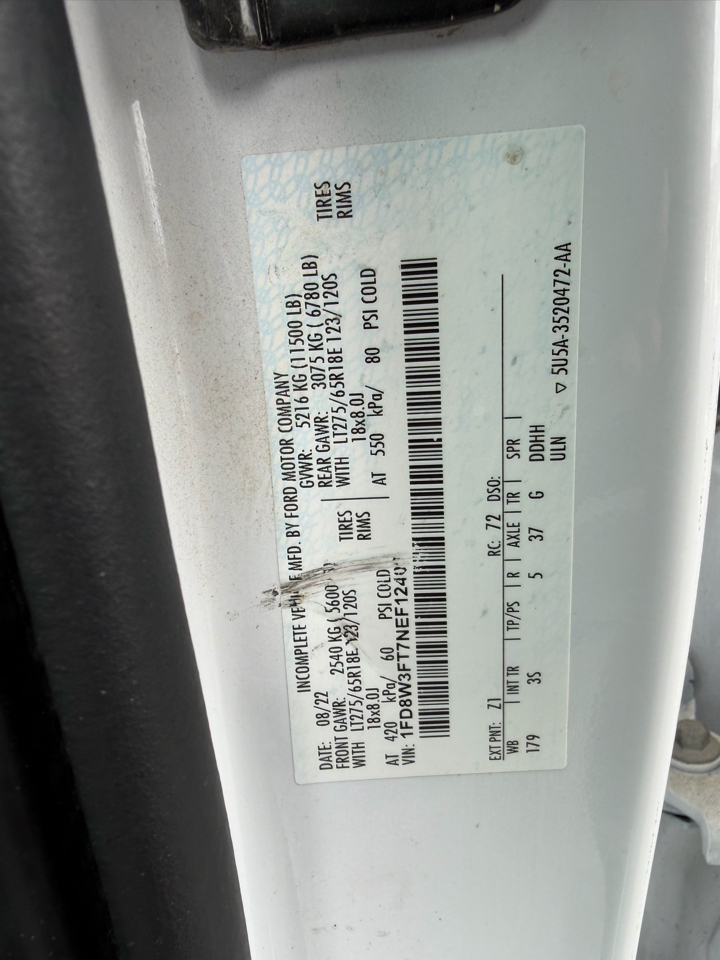 INCOMPLETE MFD. BY FORD MOTOR COMPANY
DATE: 08/22 GVWR: 5216 KG (11500 LB)
FRONT GAWR: 2540 KG (5600 REAR GAWR: 3075 KG ( 6780 LB)
WITH LT275/65R18E 123/120S TIRES WITH LT275/65R18E 123/120S TIRES
18x8.0J RIMS 18x8.0J RIMS
AT 420 kPa/ 60 PSI COLD AT 550 kPa/ 80 PSI COLD
VIN:
EXT PNT: Z1 RC: 72 DSO:
WB INT TR TP/PS R AXLE TR SPR
179 3S 5 37 G DDHH
ULN
▽ 5U5A-3520472-AA